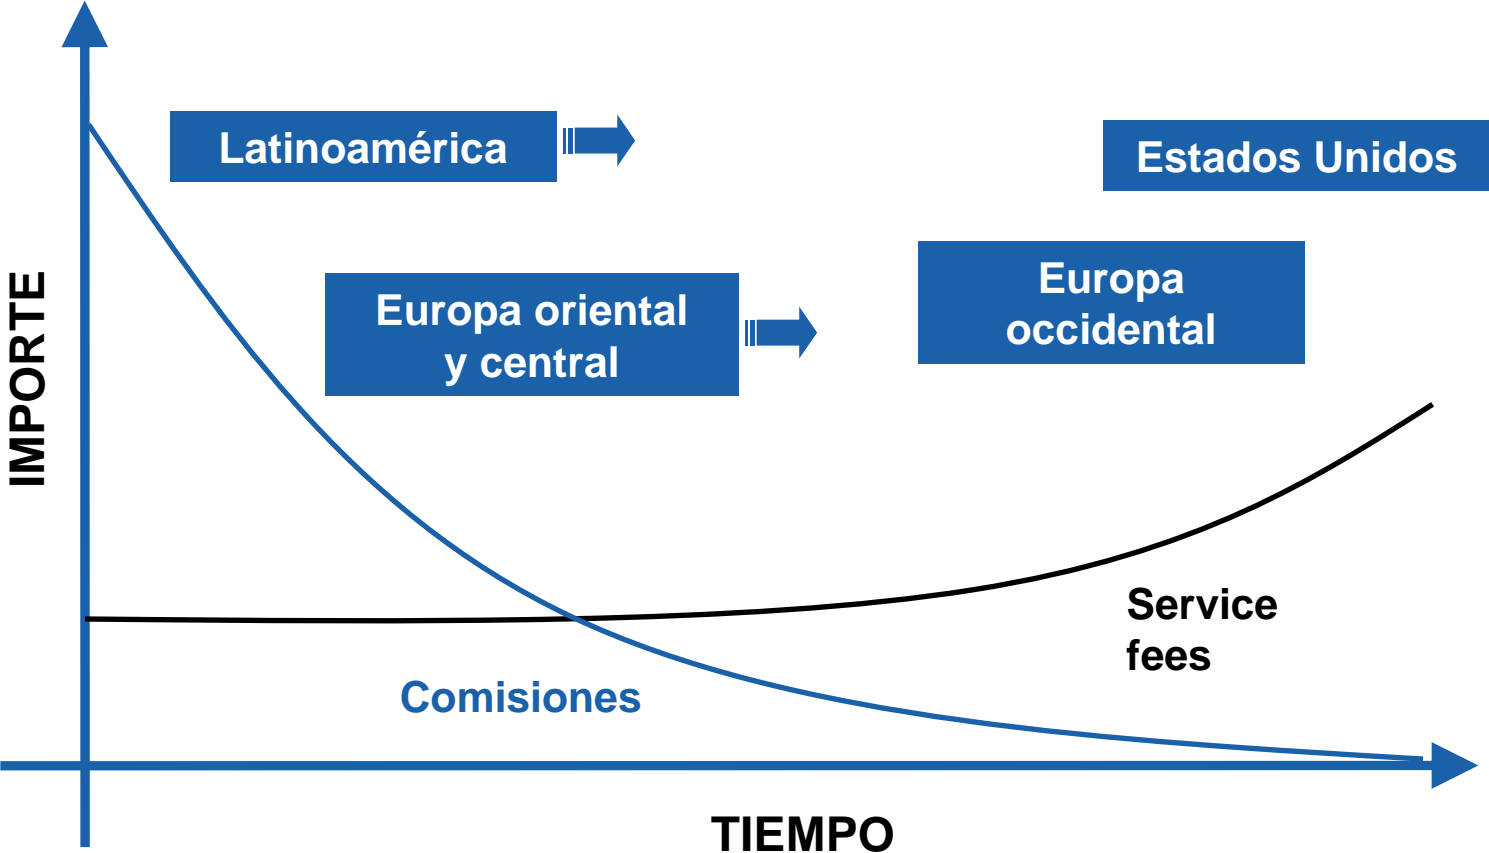 Latinoamérica
Estados Unidos
Europa oriental
y central
Europa
occidental
IMPORTE
Service
fees
Comisiones
TIEMPO